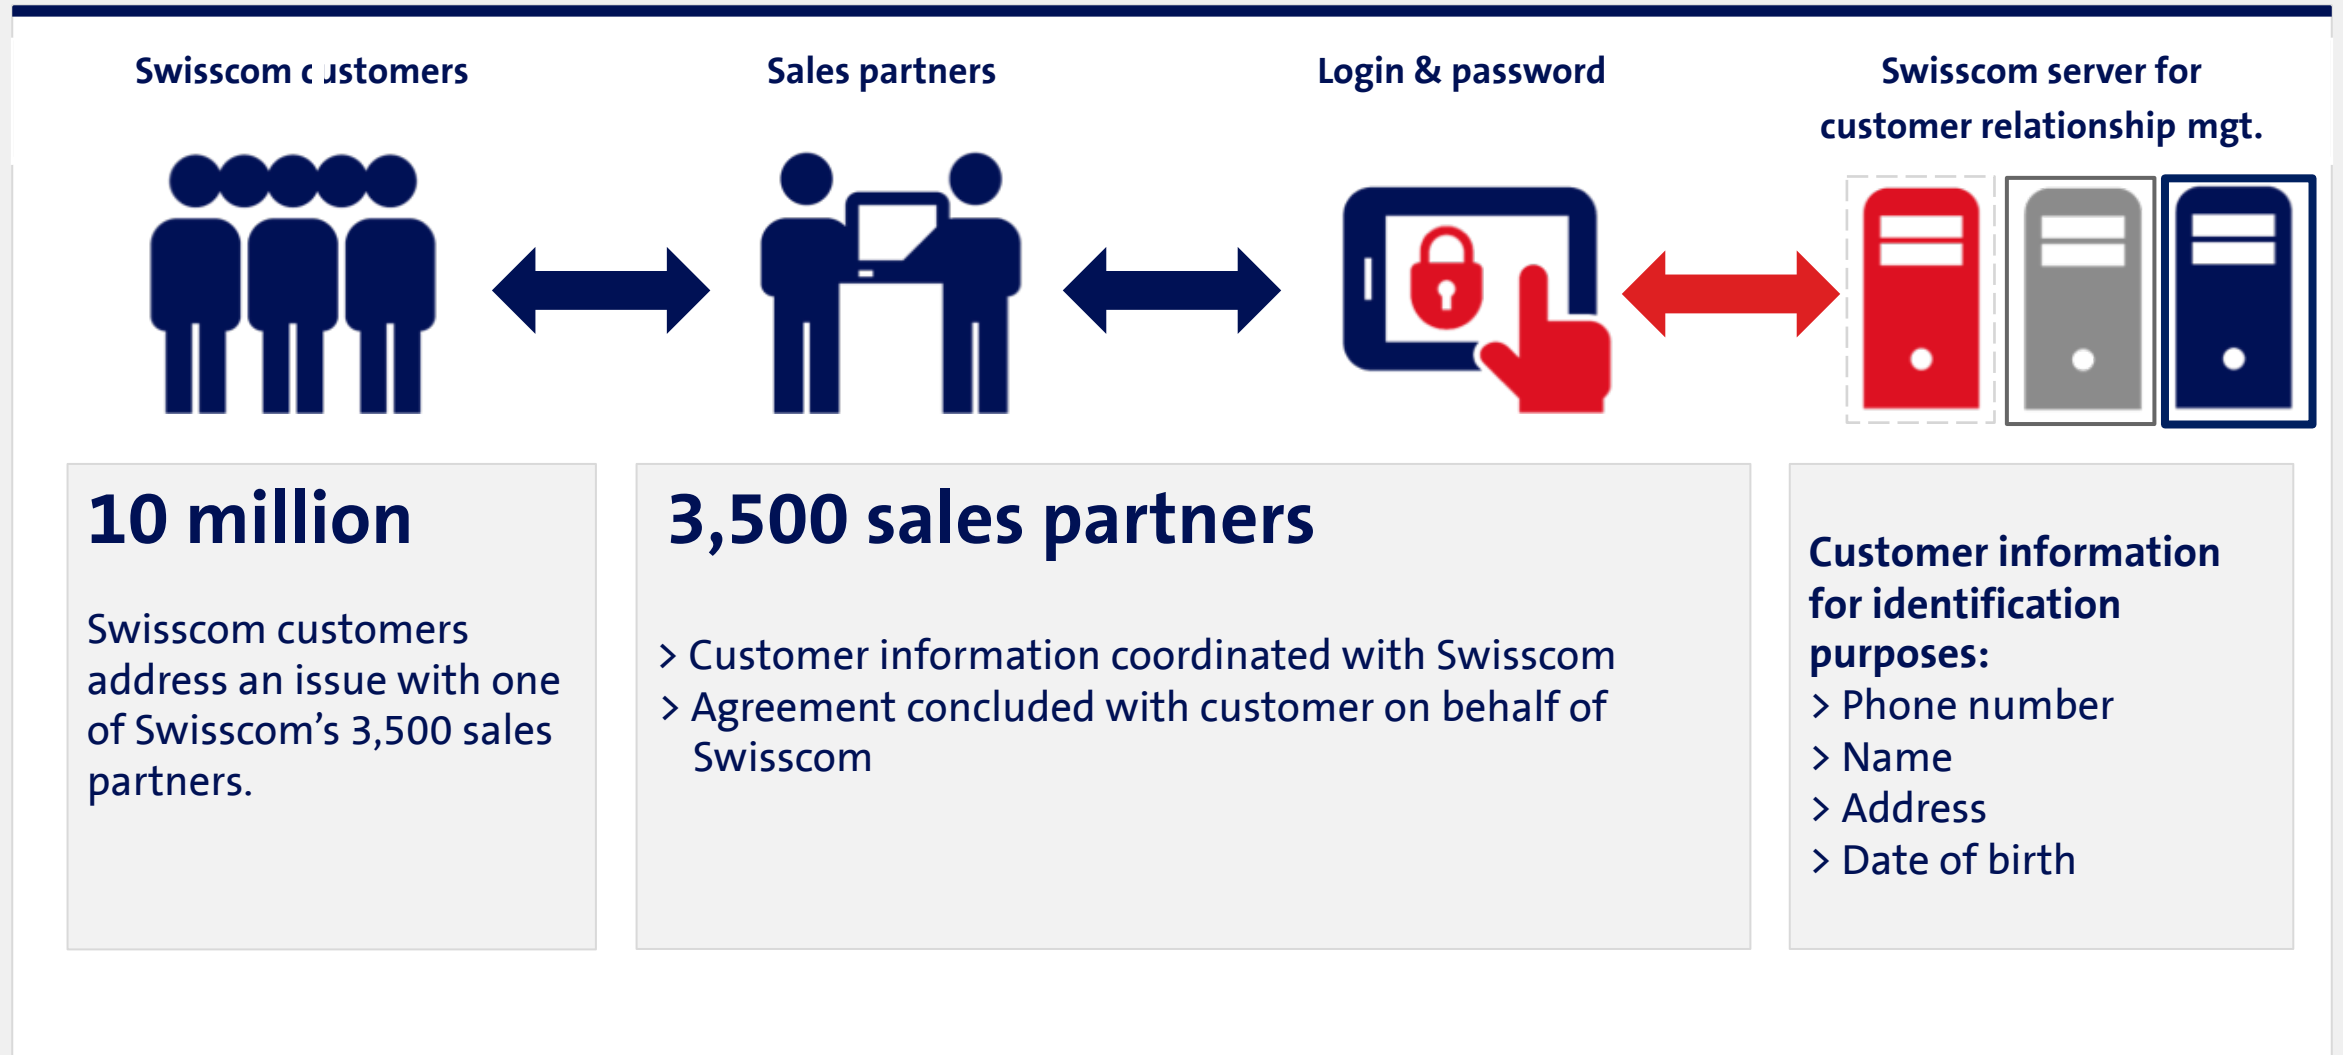 Swisscom customers
Sales partners
Login & password
Swisscom server for
customer relationship mgt.
10 million
Swisscom customers
address an issue with one
of Swisscom’s 3,500 sales
partners.
3,500 sales partners
> Customer information coordinated with Swisscom
> Agreement concluded with customer on behalf of
Swisscom
Customer information
for identification
purposes:
> Phone number
> Name
> Address
> Date of birth